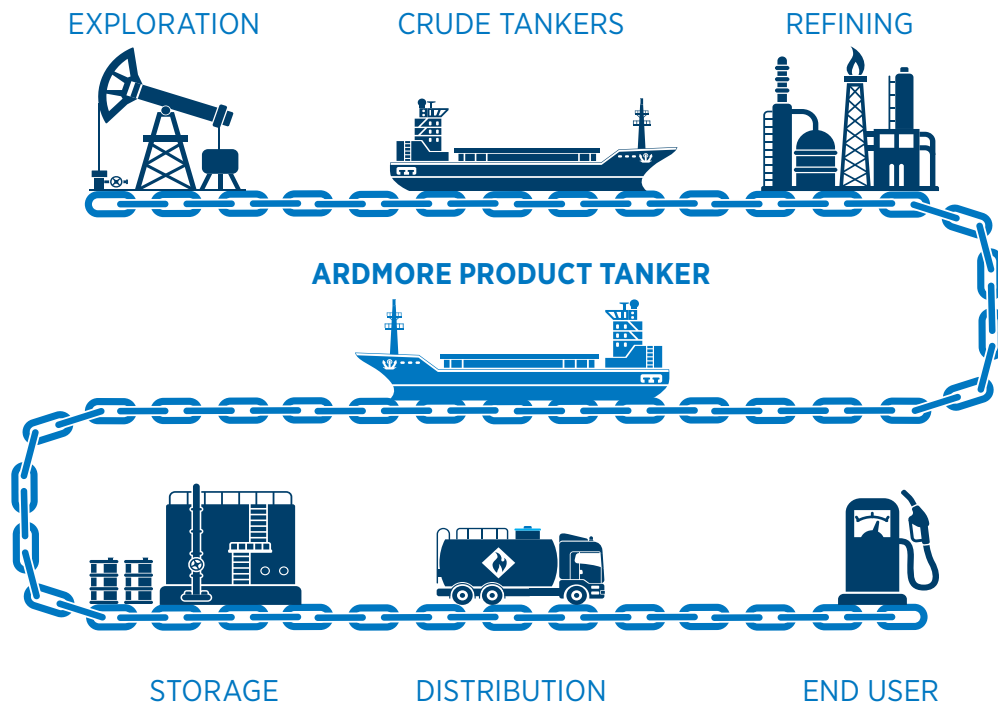 EXPLORATION
CRUDE TANKERS
REFINING
ARDMORE PRODUCT TANKER
STORAGE
DISTRIBUTION
END USER